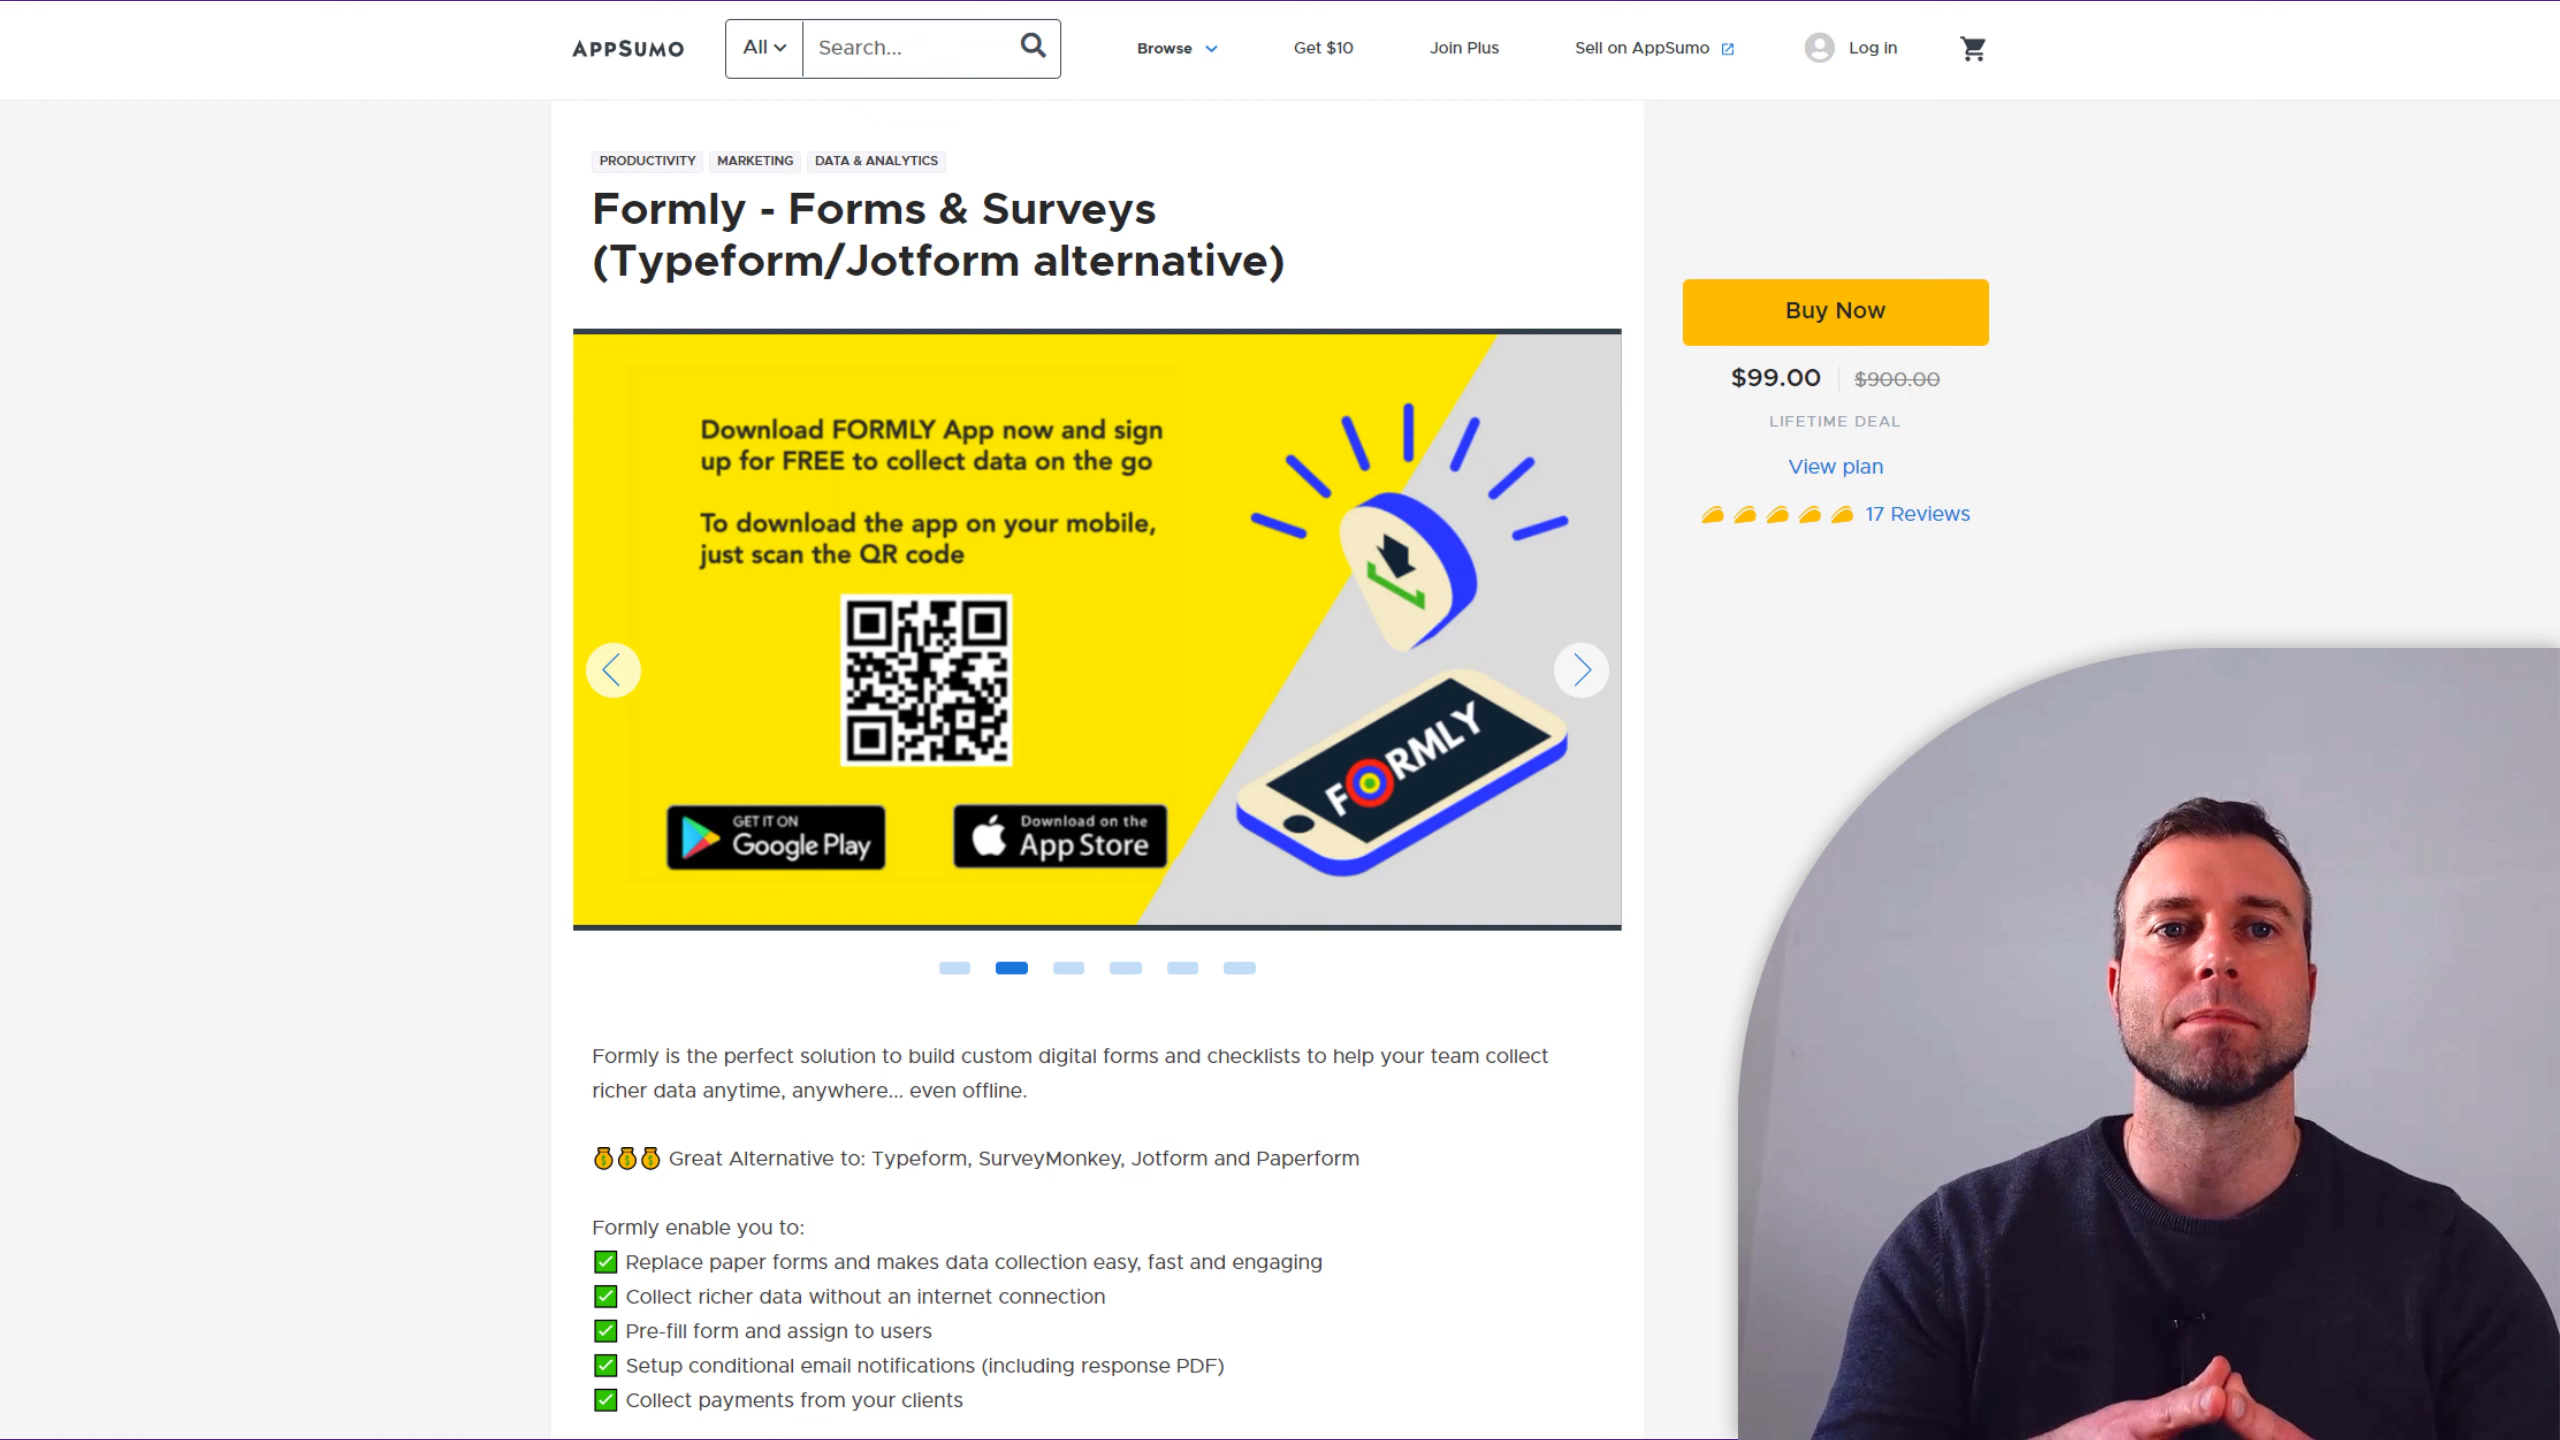 APPSUMO
All
Search...
Browse
Get $10
Join Plus
Sell on AppSumo
Log in
PRODUCTIVITY
MARKETING
DATA & ANALYTICS
Formly - Forms & Surveys
(Typeform/Jotform alternative)
Download FORMLY App now and sign
up for FREE to collect data on the go
To download the app on your mobile,
just scan the QR code
GET IT ON
Google Play
Download on the
App Store
FORMLY
Buy Now
$99.00
$900.00
LIFETIME DEAL
View plan
17 Reviews
Formly is the perfect solution to build custom digital forms and checklists to help your team collect
richer data anytime, anywhere... even offline.
💰💰💰 Great Alternative to: Typeform, SurveyMonkey, Jotform and Paperform
Formly enable you to:
✅ Replace paper forms and makes data collection easy, fast and engaging
✅ Collect richer data without an internet connection
✅ Pre-fill form and assign to users
✅ Setup conditional email notifications (including response PDF)
✅ Collect payments from your clients